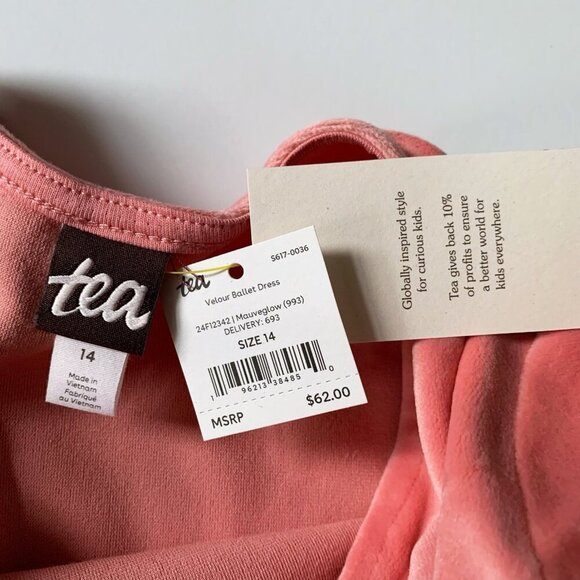 tea
14
Made in
Vietnam
Fabriqué
au Vietnam
tea
S617-0036
Velour Ballet Dress
24F12342 | Mauveglow (993)
DELIVERY: 693
SIZE 14
1 96213 38485 0
MSRP $62.00
Globally inspired style
for curious kids.
Tea gives back 10%
of profits to ensure
a better world for
kids everywhere.